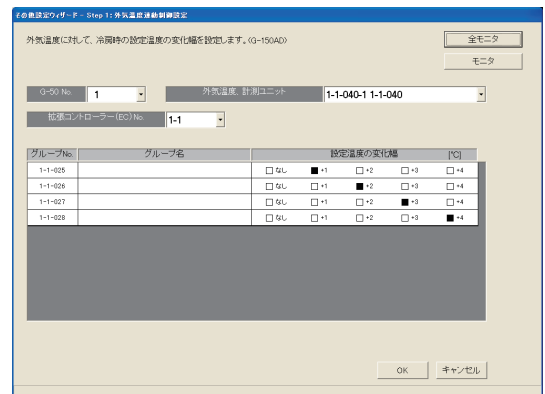 その他設定ウィザード - Step 1: 外気温度連動制御設定
外気温度に対して、冷房時の設定温度の変化幅を設定します。(G-150AD)
全モニタ
モニタ
G-50 No. 1 外気温度、計測ユニット 1-1-040-1 1-1-040
拡張コントローラー(EC)No. 1-1
グループNo. グループ名 設定温度の変化幅 [℃]
1-1-025 □ なし ■ +1 □ +2 □ +3 □ +4
1-1-026 □ なし □ +1 ■ +2 □ +3 □ +4
1-1-027 □ なし □ +1 □ +2 ■ +3 □ +4
1-1-028 □ なし □ +1 □ +2 □ +3 ■ +4
OK キャンセル